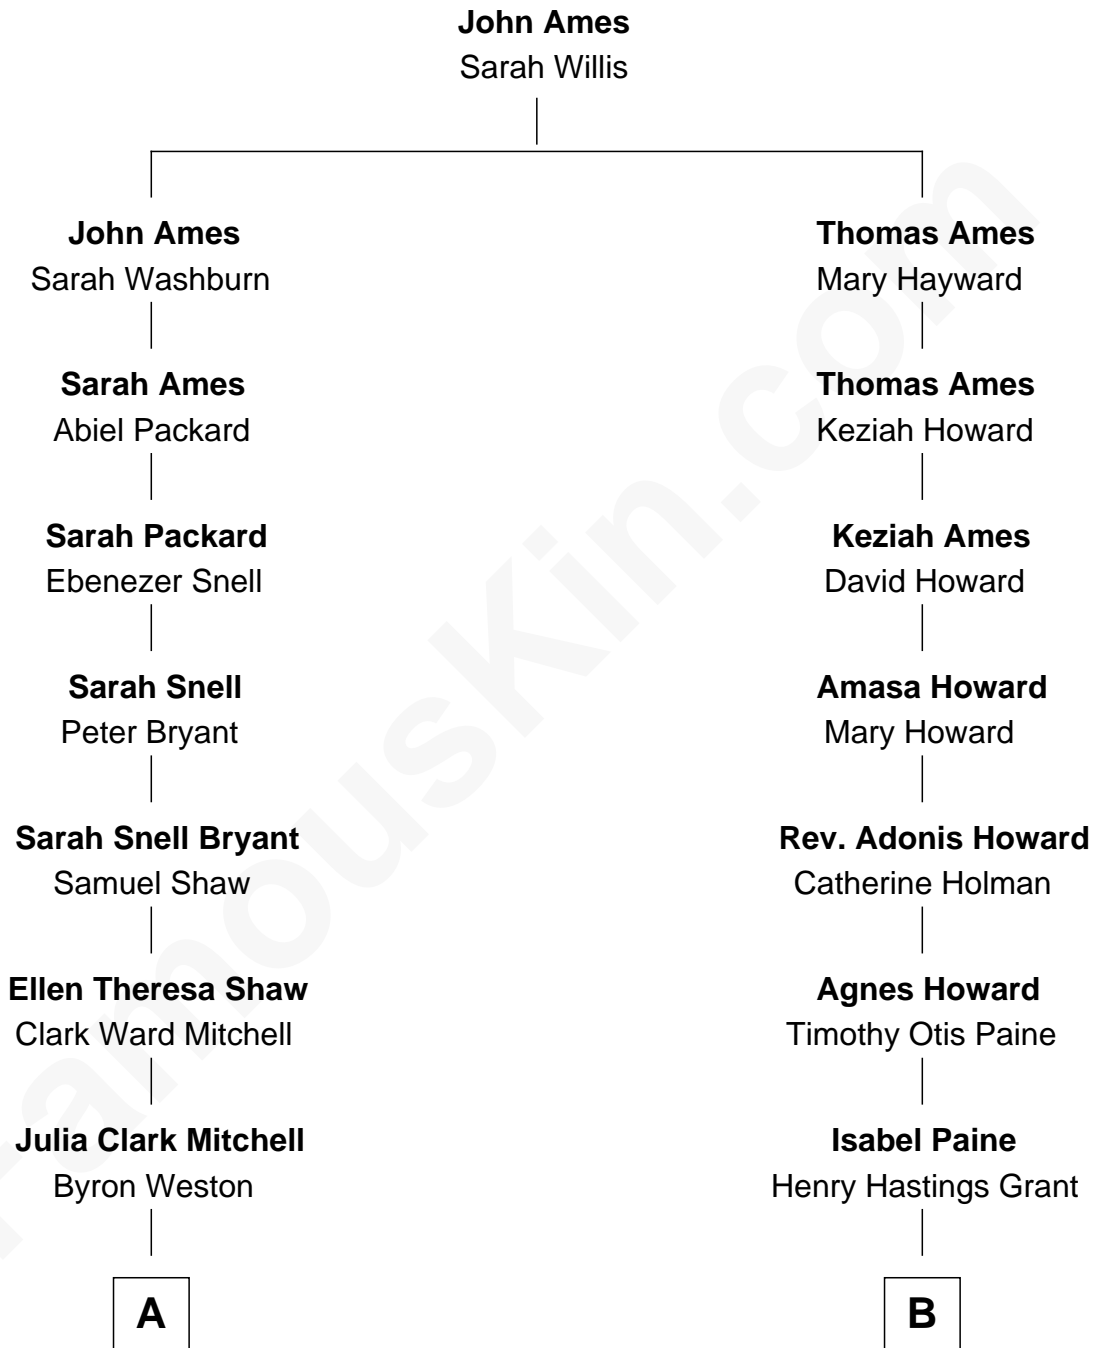 John Ames
Sarah Willis
John Ames
Sarah Washburn
Thomas Ames
Mary Hayward
Sarah Ames
Abiel Packard
Thomas Ames
Keziah Howard
Sarah Packard
Ebenezer Snell
Keziah Ames
David Howard
Sarah Snell
Peter Bryant
Amasa Howard
Mary Howard
Sarah Snell Bryant
Samuel Shaw
Rev. Adonis Howard
Catherine Holman
Ellen Theresa Shaw
Clark Ward Mitchell
Agnes Howard
Timothy Otis Paine
Julia Clark Mitchell
Byron Weston
Isabel Paine
Henry Hastings Grant
A
B
FamousKin.com